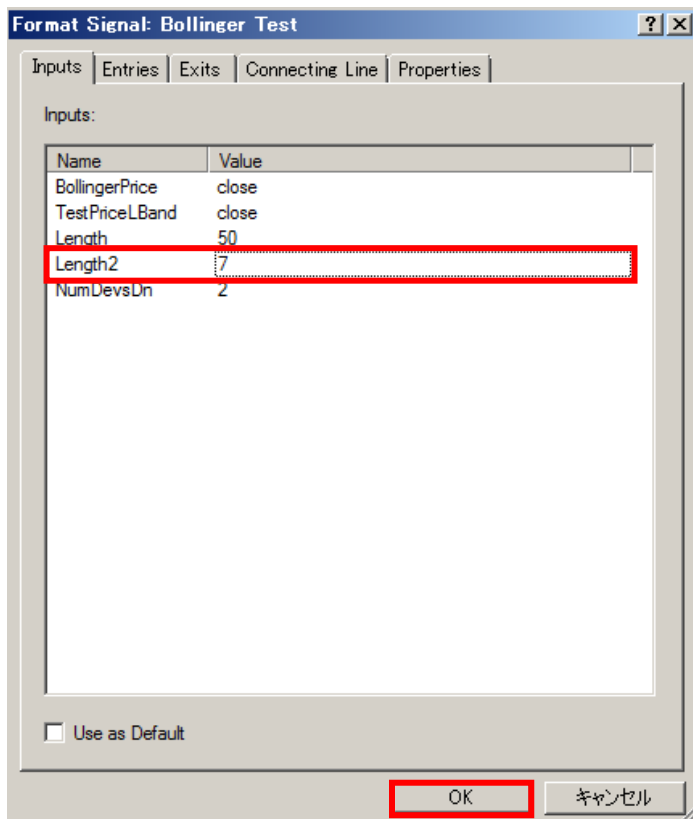 Format Signal: Bollinger Test
Inputs Entries Exits Connecting Line Properties
Inputs:
Name Value
BollingerPrice close
TestPriceLBand close
Length 50
Length2 7
NumDevsDn 2
Use as Default
OK キャンセル